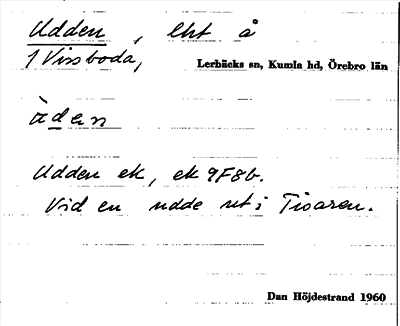 Udden, lht å
1 Vissboda, Lerbäcks sn, Kumla hd, Örebro län
ùden
Udden ek, ek 9F8b.
Vid en udde ut i Tisaren.
Dan Höjdestrand 1960